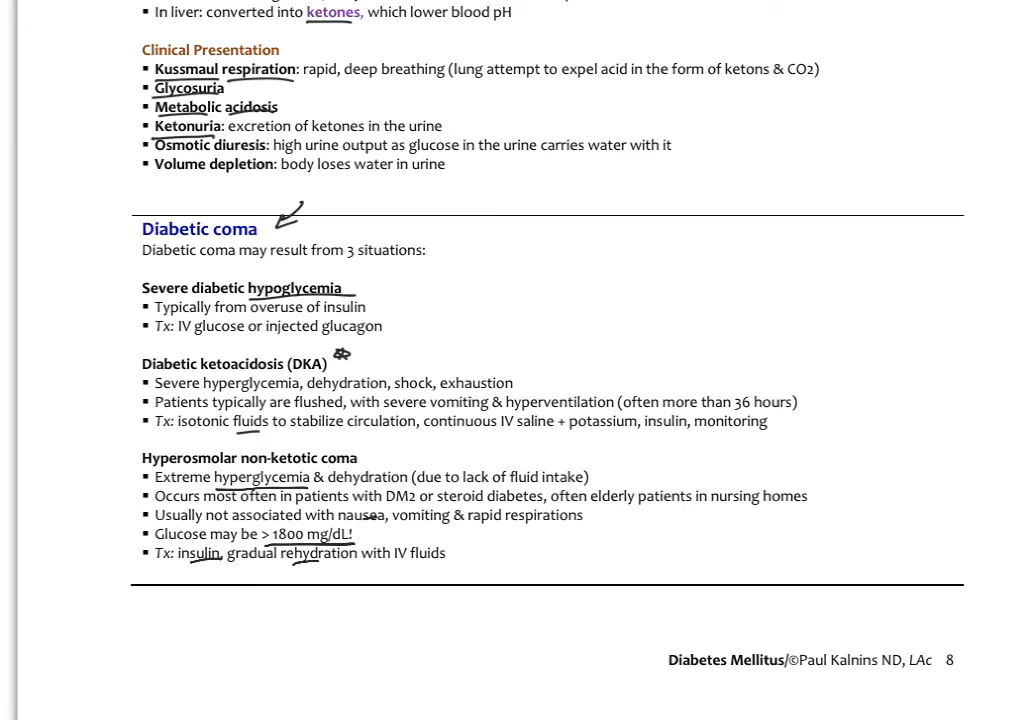 ▪ In liver: converted into ketones, which lower blood pH
Clinical Presentation
▪ Kussmaul respiration: rapid, deep breathing (lung attempt to expel acid in the form of ketons & CO2)
▪ Glycosuria
▪ Metabolic acidosis
▪ Ketonuria: excretion of ketones in the urine
▪ Osmotic diuresis: high urine output as glucose in the urine carries water with it
▪ Volume depletion: body loses water in urine
Diabetic coma
Diabetic coma may result from 3 situations:
Severe diabetic hypoglycemia
▪ Typically from overuse of insulin
▪ Tx: IV glucose or injected glucagon
Diabetic ketoacidosis (DKA)
▪ Severe hyperglycemia, dehydration, shock, exhaustion
▪ Patients typically are flushed, with severe vomiting & hyperventilation (often more than 36 hours)
▪ Tx: isotonic fluids to stabilize circulation, continuous IV saline + potassium, insulin, monitoring
Hyperosmolar non-ketotic coma
▪ Extreme hyperglycemia & dehydration (due to lack of fluid intake)
▪ Occurs most often in patients with DM2 or steroid diabetes, often elderly patients in nursing homes
▪ Usually not associated with nausea, vomiting & rapid respirations
▪ Glucose may be > 1800 mg/dL!
▪ Tx: insulin, gradual rehydration with IV fluids
Diabetes Mellitus/©Paul Kalnins ND, LAc 8